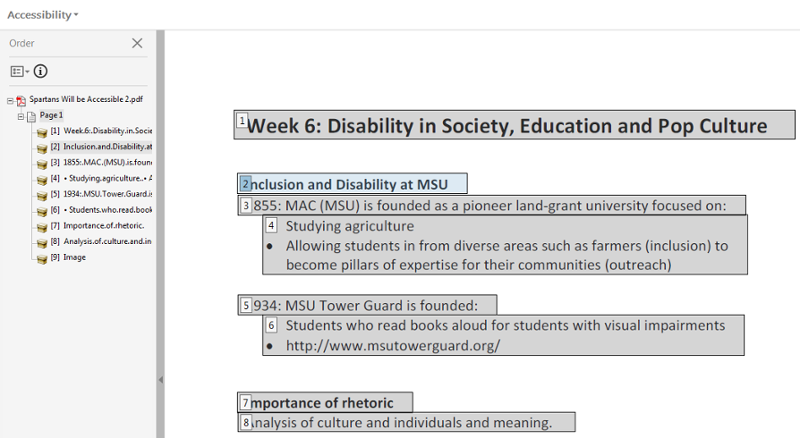 Accessibility
Order
Spartans Will be Accessible 2.pdf
Page 1
[1] Week.6:.Disability.in.Socie
[2] Inclusion.and.Disability.at
[3] 1855:.MAC.(MSU).is.foun
[4] • Studying.agriculture..• A
[5] 1934:.MSU.Tower.Guard.is
[6] • Students.who.read.book
[7] Importance.of.rhetoric.
[8] Analysis.of.culture.and.in
[9] Image
1 Week 6: Disability in Society, Education and Pop Culture
2 nclusion and Disability at MSU
3 855: MAC (MSU) is founded as a pioneer land-grant university focused on:
4 Studying agriculture
• Allowing students in from diverse areas such as farmers (inclusion) to
become pillars of expertise for their communities (outreach)
5 934: MSU Tower Guard is founded:
6 Students who read books aloud for students with visual impairments
• http://www.msutowerguard.org/
7 mportance of rhetoric
8 nalysis of culture and individuals and meaning.